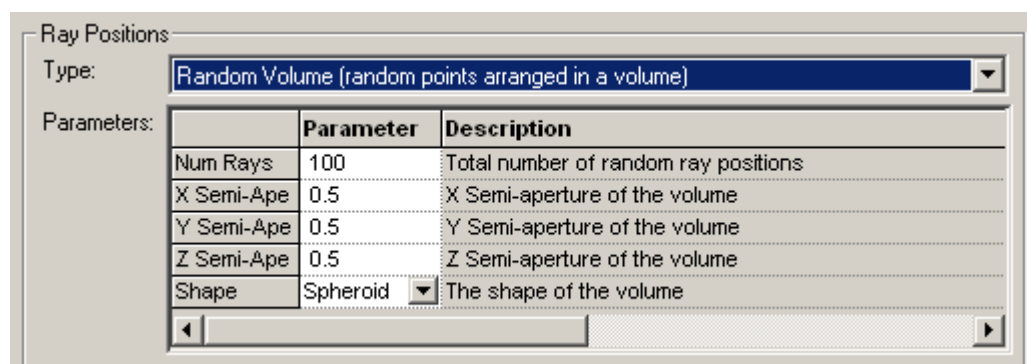 Ray Positions
Type: Random Volume (random points arranged in a volume)
Parameters: Parameter Description
Num Rays 100 Total number of random ray positions
X Semi-Ape 0.5 X Semi-aperture of the volume
Y Semi-Ape 0.5 Y Semi-aperture of the volume
Z Semi-Ape 0.5 Z Semi-aperture of the volume
Shape Spheroid The shape of the volume